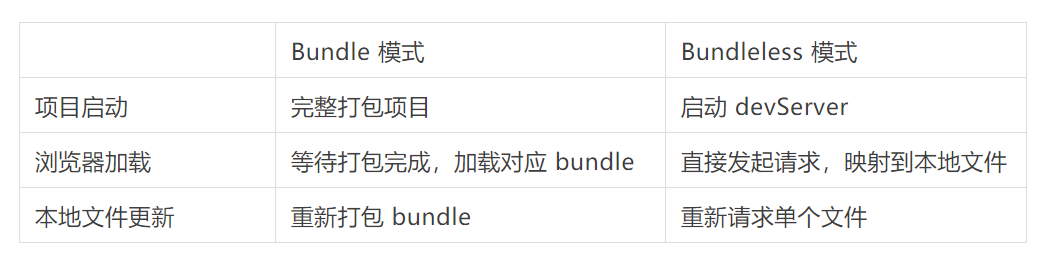 Bundle 模式 Bundleless 模式
项目启动 完整打包项目 启动 devServer
浏览器加载 等待打包完成，加载对应 bundle 直接发起请求，映射到本地文件
本地文件更新 重新打包 bundle 重新请求单个文件